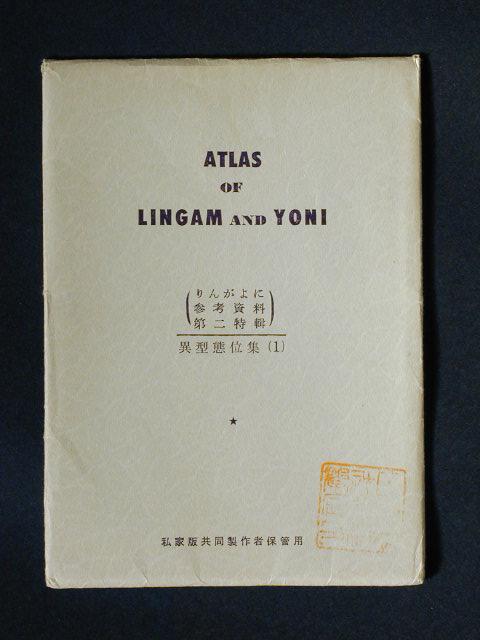 ATLAS
OF
LINGAM AND YONI
(りんがよに
参考資料
第二特輯)
異型態位集 (1)
★
私家版共同製作者保管用